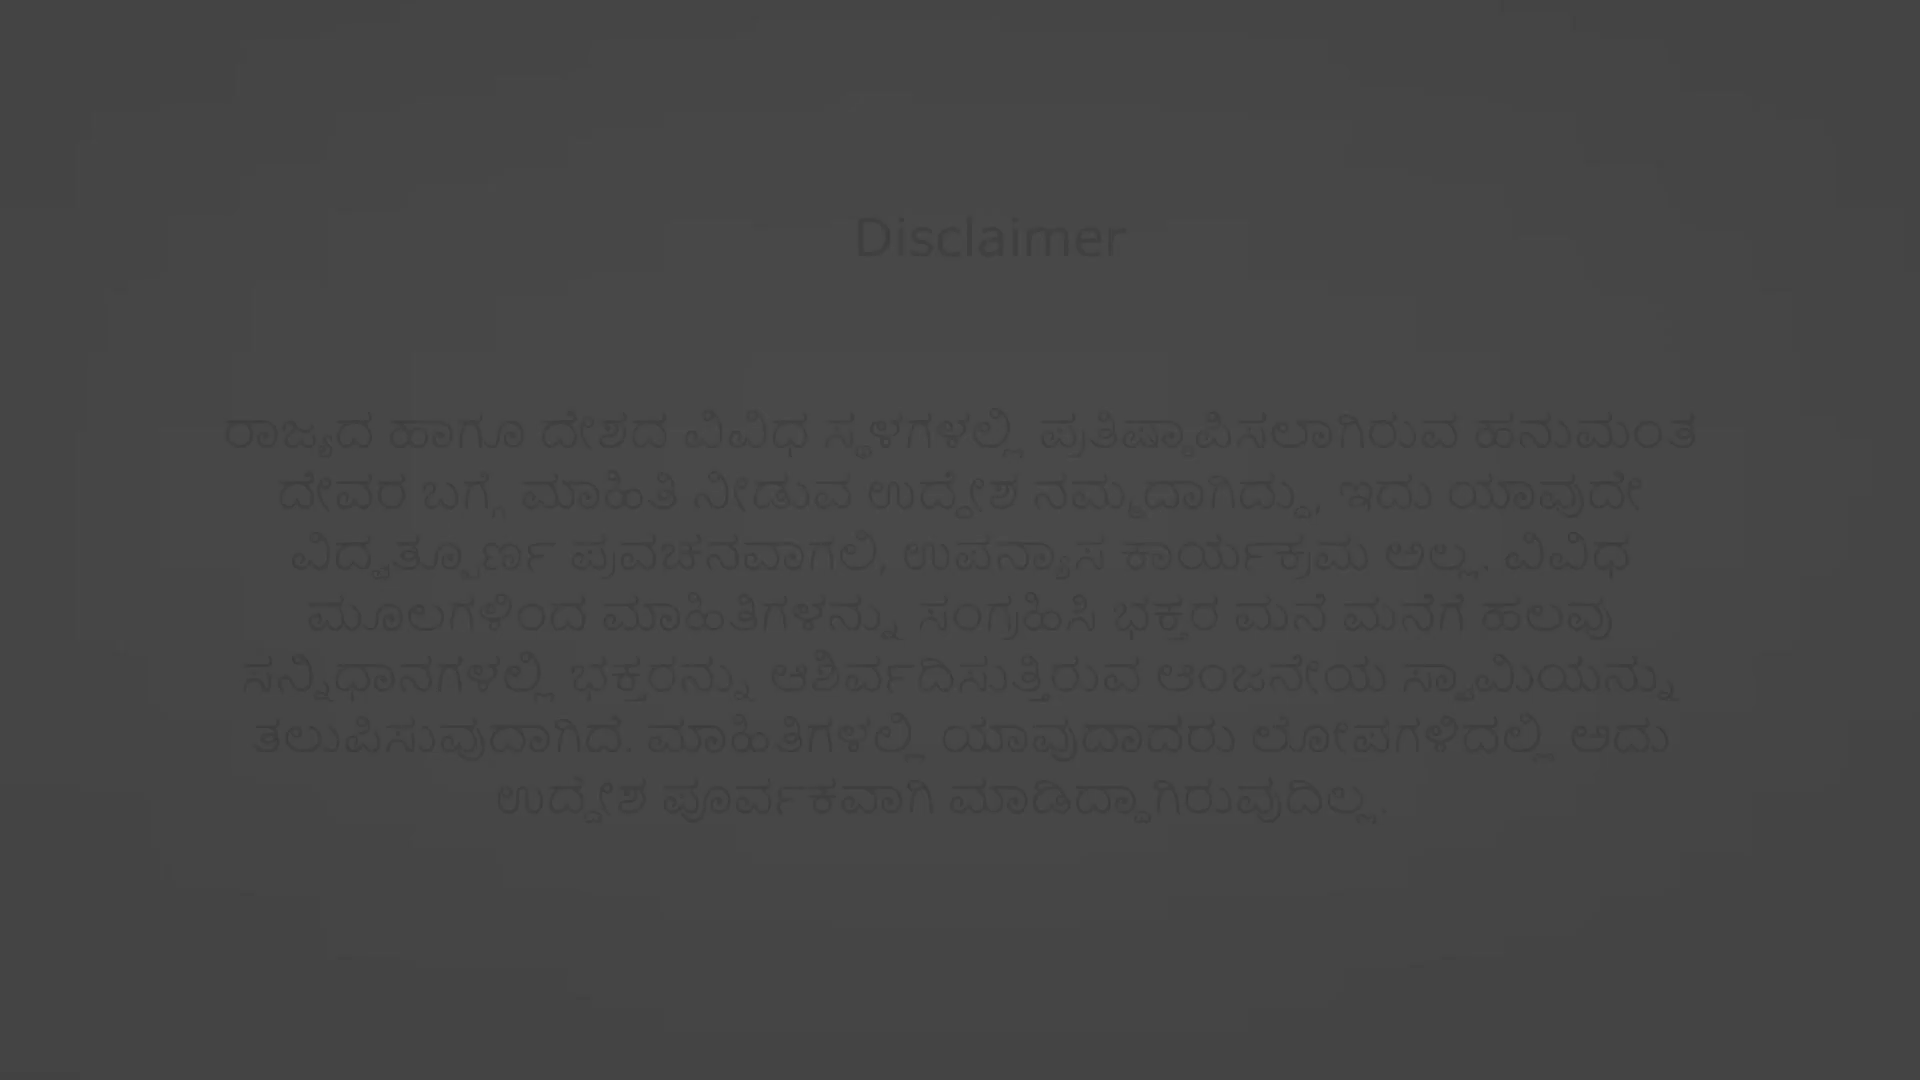 Disclaimer
ರಾಜ್ಯದ ಹಾಗೂ ದೇಶದ ವಿವಿಧ ಸ್ಥಳಗಳಲ್ಲಿ ಪ್ರತಿಷ್ಠಾಪಿಸಲಾಗಿರುವ ಹನುಮಂತ
ದೇವರ ಬಗ್ಗೆ ಮಾಹಿತಿ ನೀಡುವ ಉದ್ದೇಶ ನಮ್ಮದಾಗಿದ್ದು, ಇದು ಯಾವುದೇ
ವಿದ್ವತ್ಪೂರ್ಣ ಪ್ರವಚನವಾಗಲಿ, ಉಪನ್ಯಾಸ ಕಾರ್ಯಕ್ರಮ ಅಲ್ಲ. ವಿವಿಧ
ಮೂಲಗಳಿಂದ ಮಾಹಿತಿಗಳನ್ನು ಸಂಗ್ರಹಿಸಿ ಭಕ್ತರ ಮನೆ ಮನೆಗೆ ಹಲವು
ಸನ್ನಿಧಾನಗಳಲ್ಲಿ ಭಕ್ತರನ್ನು ಆಶಿರ್ವದಿಸುತ್ತಿರುವ ಆಂಜನೇಯ ಸ್ವಾಮಿಯನ್ನು
ತಲುಪಿಸುವುದಾಗಿದೆ. ಮಾಹಿತಿಗಳಲ್ಲಿ ಯಾವುದಾದರು ಲೋಪಗಳಿದಲ್ಲಿ ಅದು
ಉದ್ದೇಶ ಪೂರ್ವಕವಾಗಿ ಮಾಡಿದ್ದಾಗಿರುವುದಿಲ್ಲ.